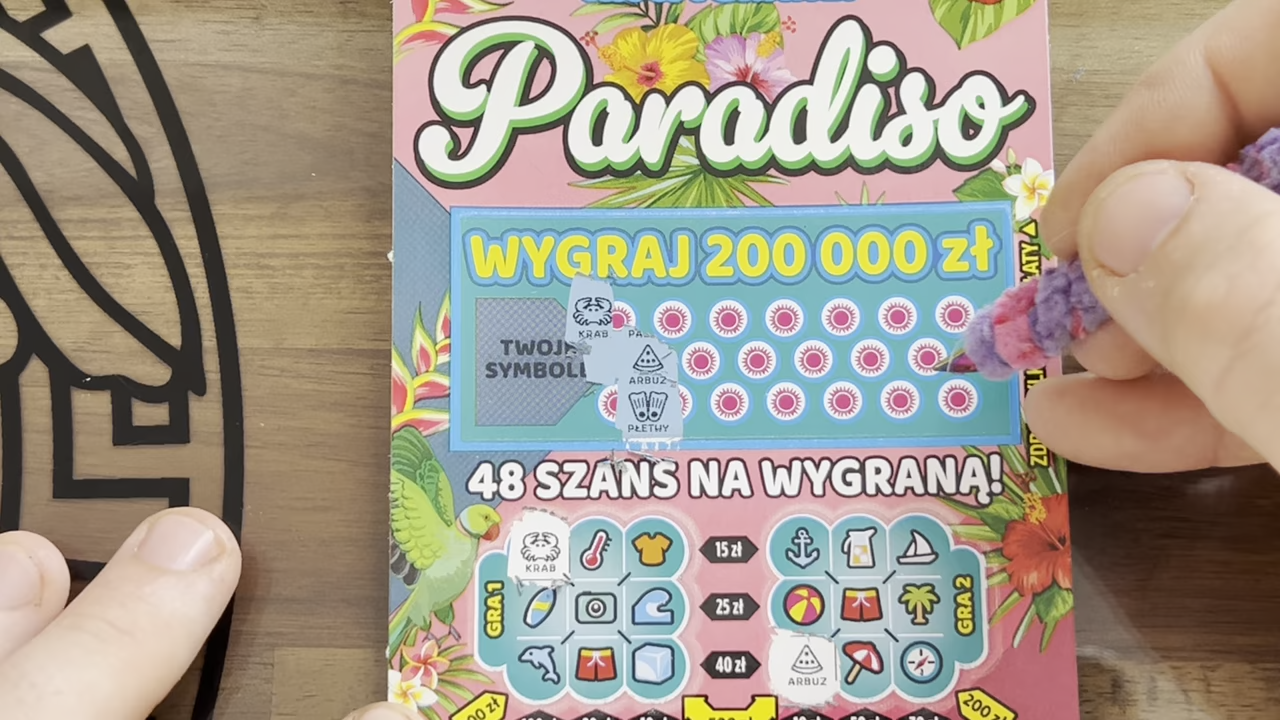 Paradiso
WYGRAJ 200 000 zł
KRAB
TWOJE
SYMBOLE
ARBUZ
PŁETWY
48 SZANS NA WYGRANĄ!
KRAB
15 zł
GRA 1
25 zł
GRA 2
40 zł
ARBUZ
200 zł